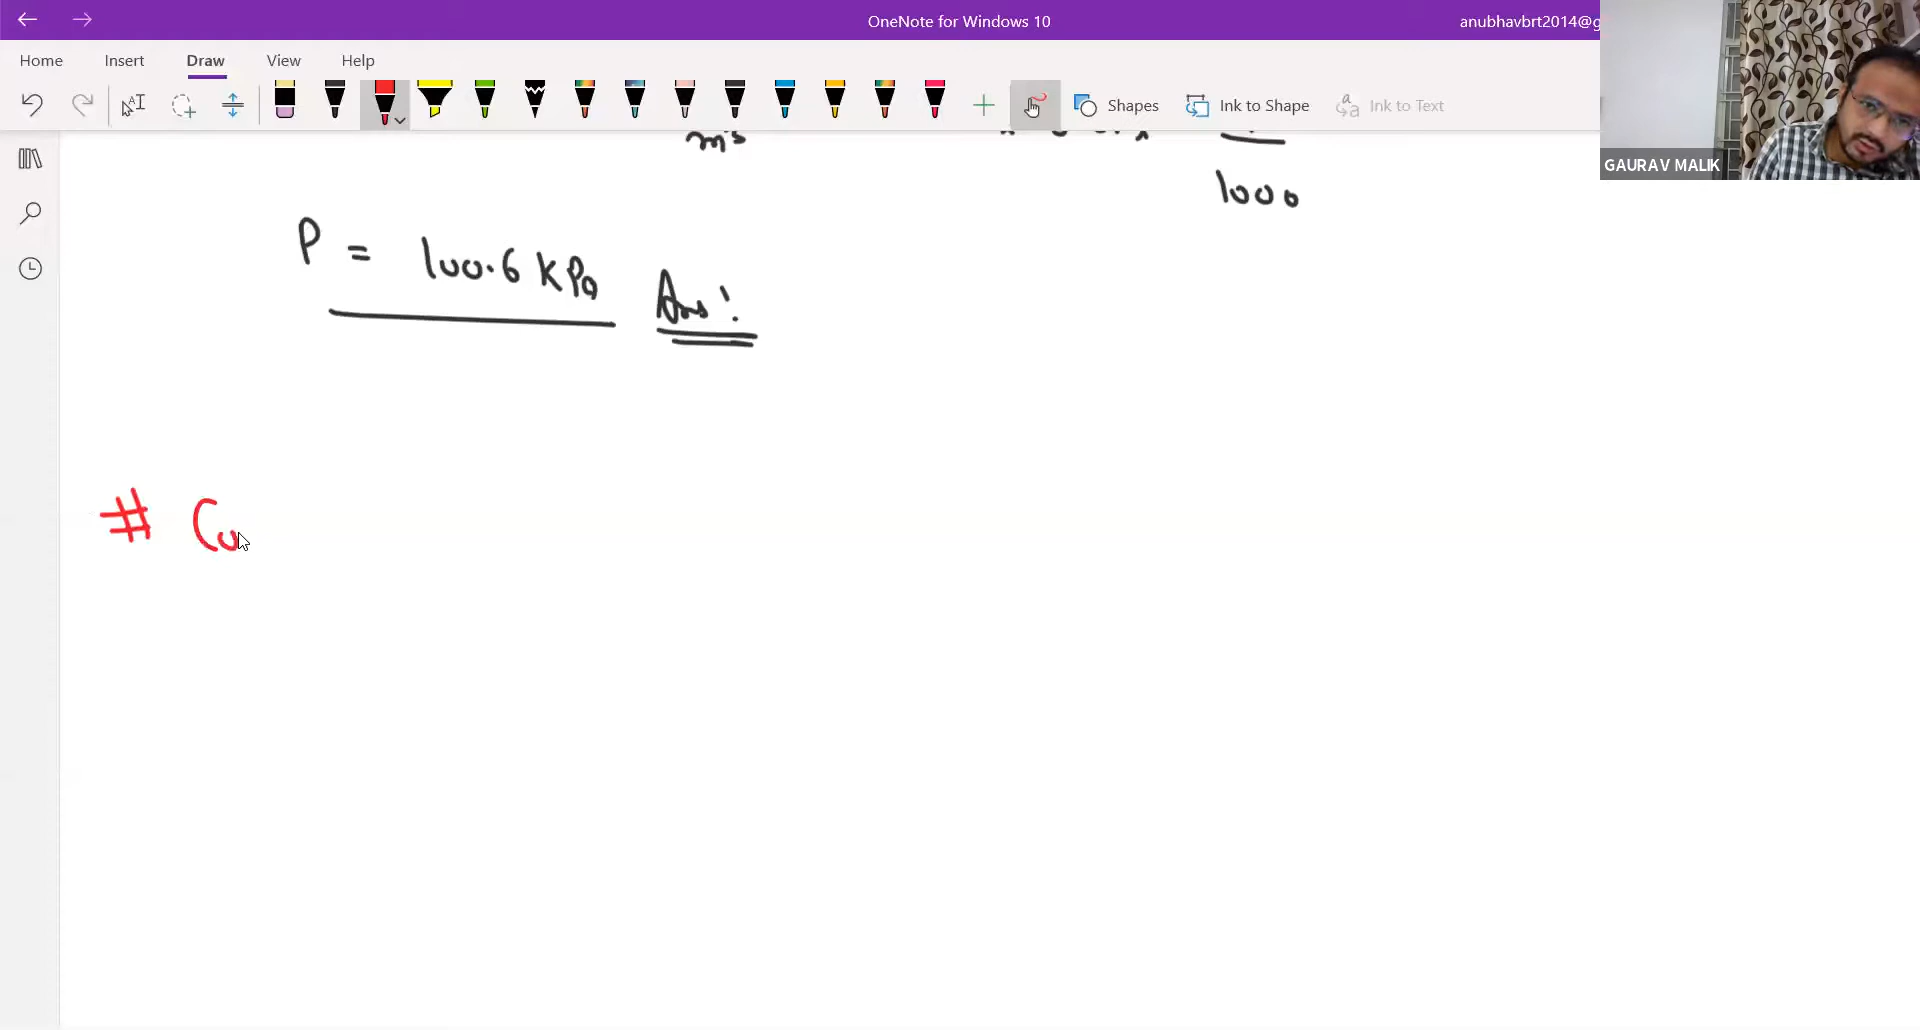 OneNote for Windows 10
anubhavbrt2014@g
Home Insert Draw View Help
Shapes Ink to Shape Ink to Text
GAURAV MALIK
1000
P = 100.6 kPa Ans:
# Co